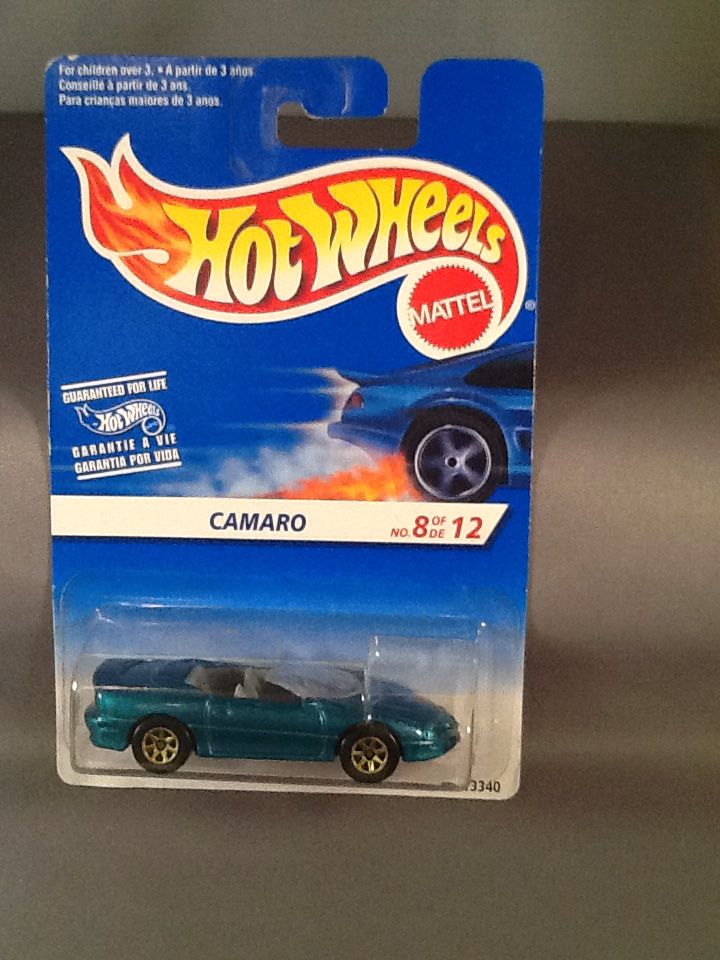 For children over 3. • A partir de 3 años
Conseillé à partir de 3 ans.
Para crianças maiores de 3 anos.
Hot Wheels
MATTEL
®
GUARANTEED FOR LIFE
Hot Wheels
GARANTIE A VIE
GARANTIA POR VIDA
CAMARO
NO. 8 OF DE 12
3340